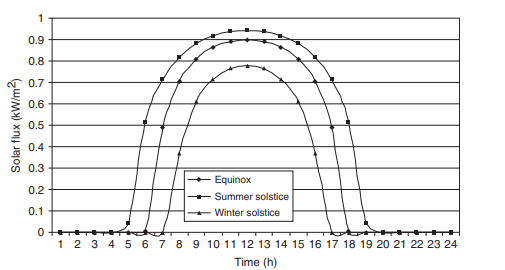 1
0.9
0.8
0.7
0.6
0.5
0.4
0.3
0.2
0.1
0
Solar flux (kW/m²)
Equinox
Summer solstice
Winter solstice
1 2 3 4 5 6 7 8 9 10 11 12 13 14 15 16 17 18 19 20 21 22 23 24
Time (h)